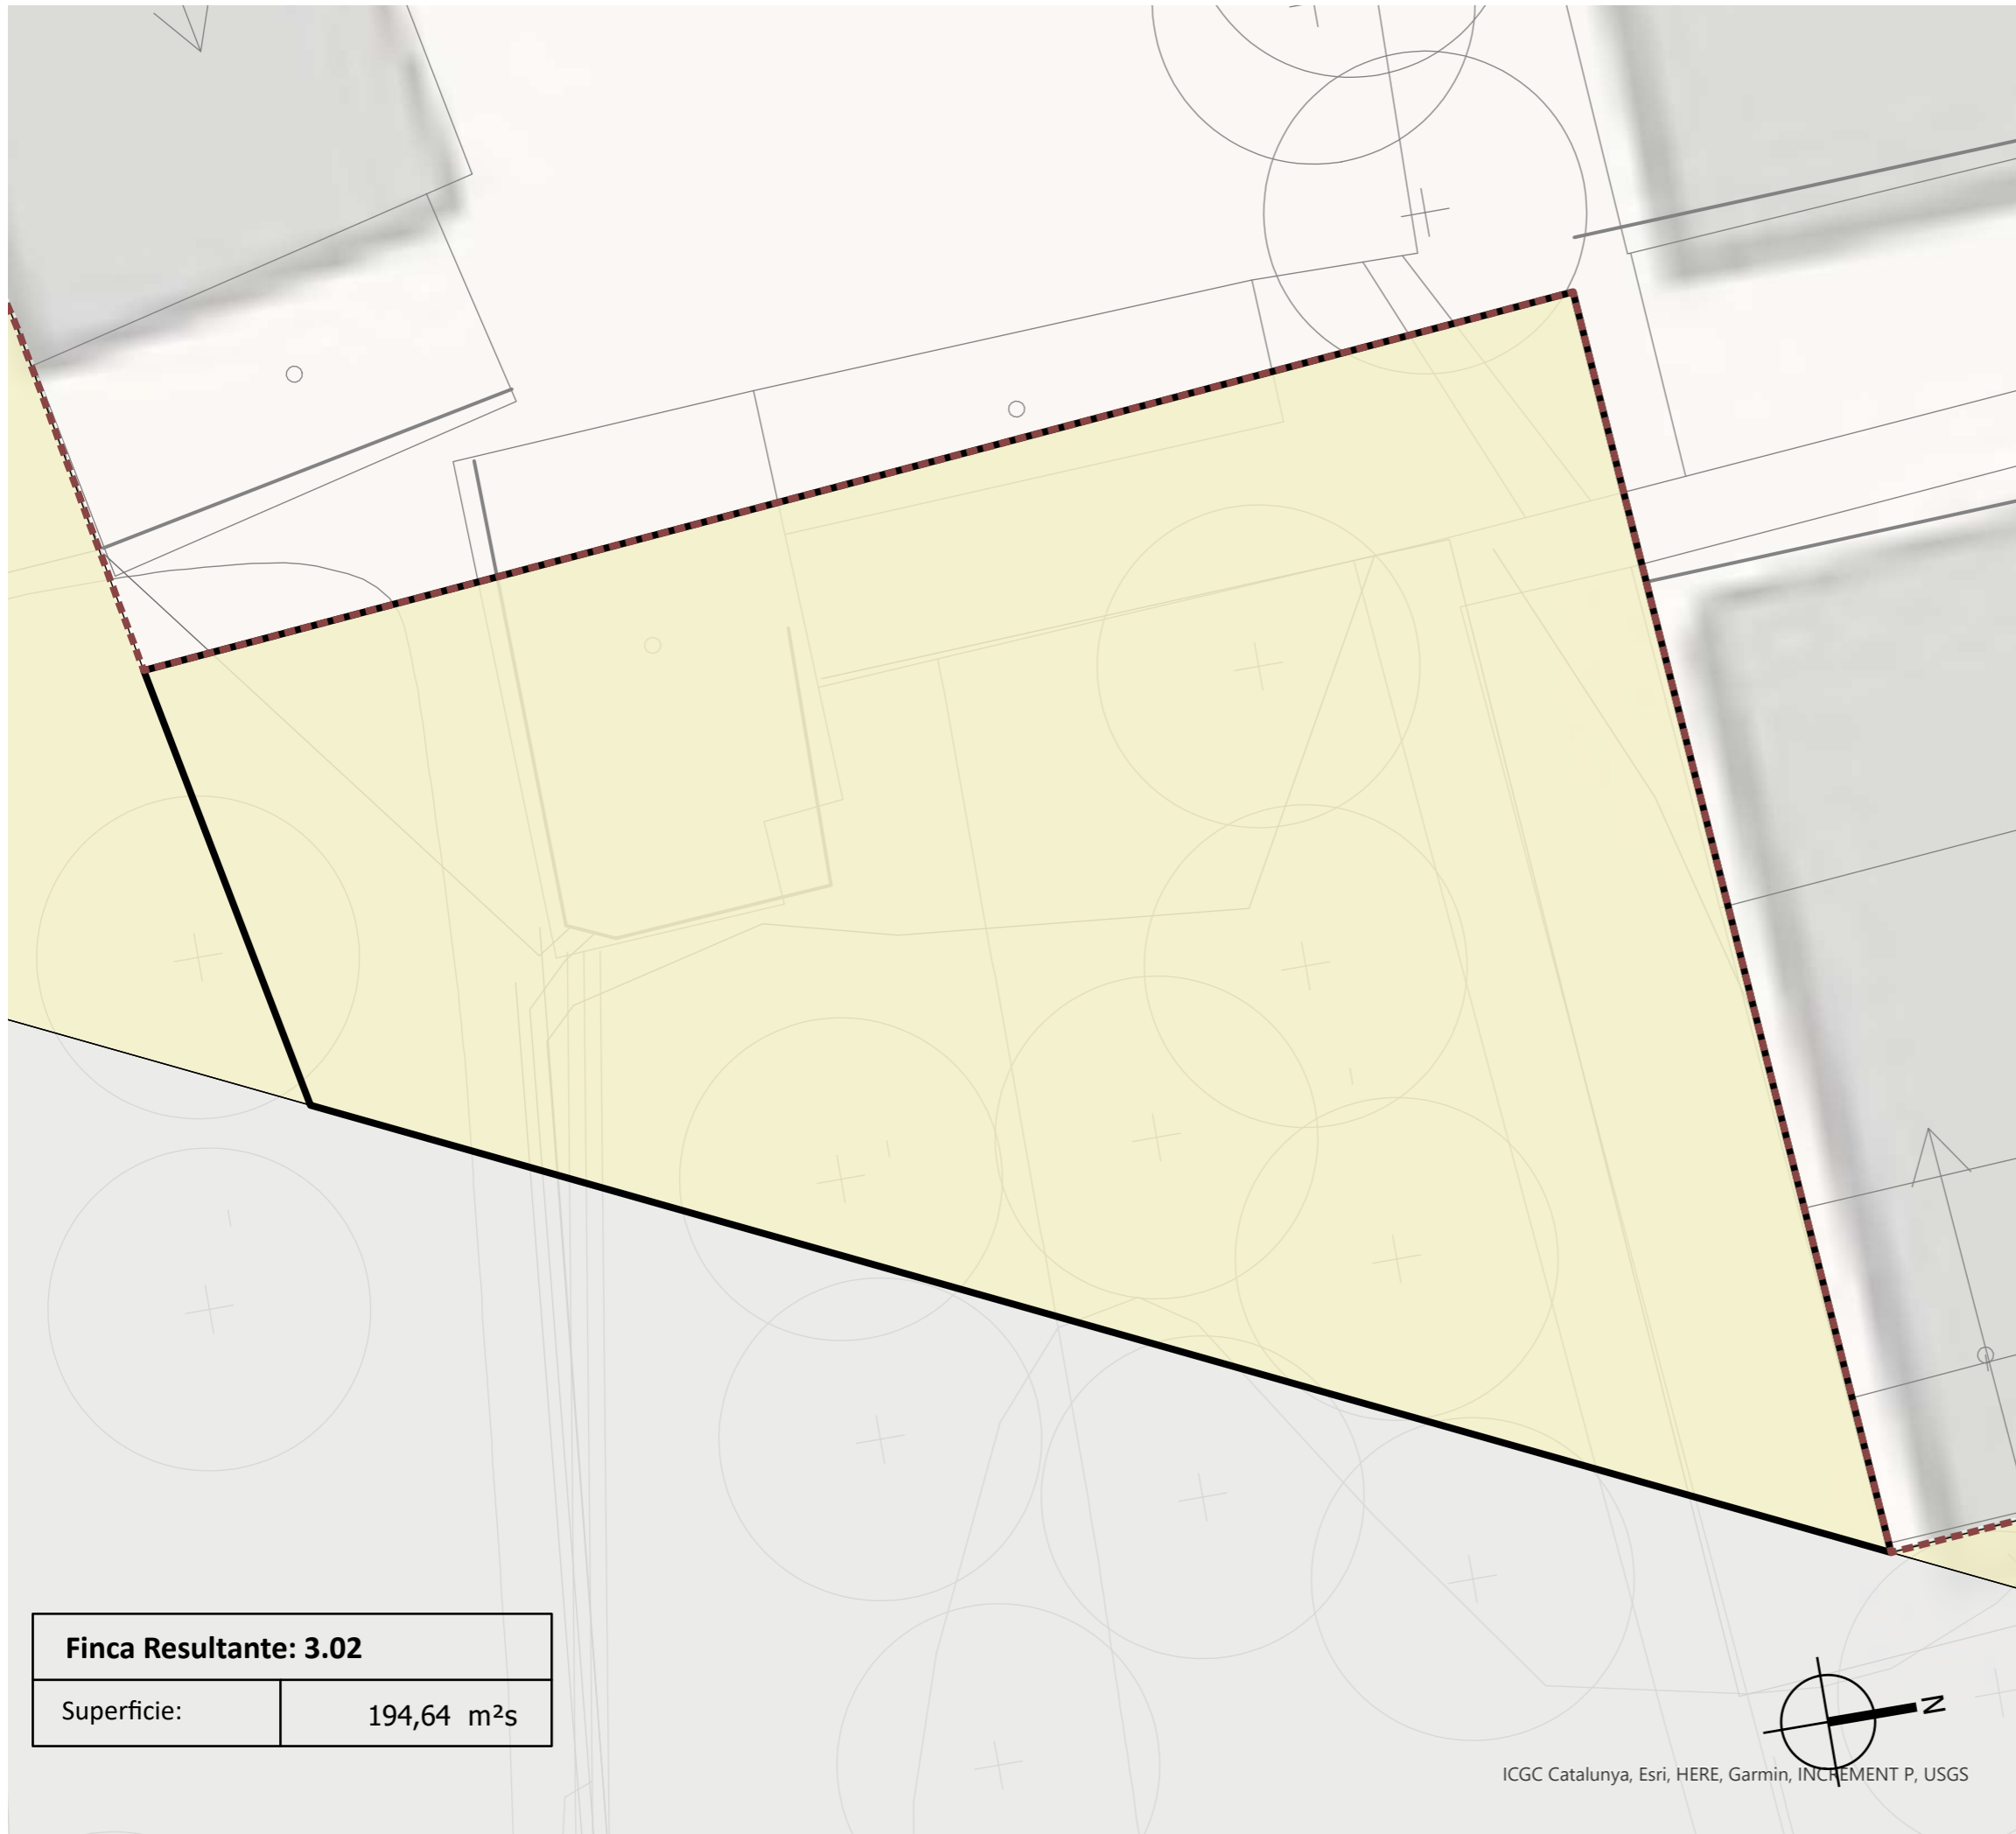 Finca Resultante: 3.02
Superficie: 194,64 m²s
N
ICGC Catalunya, Esri, HERE, Garmin, INCREMENT P, USGS